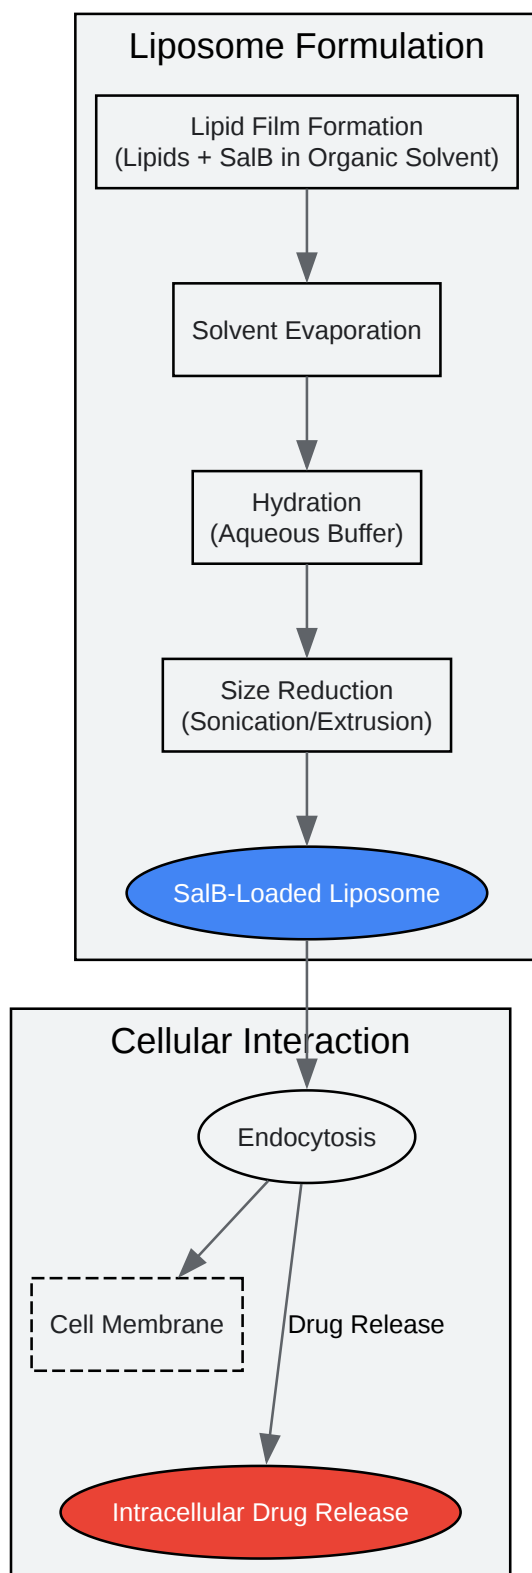 Liposome Formulation
Lipid Film Formation
(Lipids + SalB in Organic Solvent)
Solvent Evaporation
Hydration
(Aqueous Buffer)
Size Reduction
(Sonication/Extrusion)
SalB-Loaded Liposome
Cellular Interaction
Endocytosis
Cell Membrane
Drug Release
Intracellular Drug Release